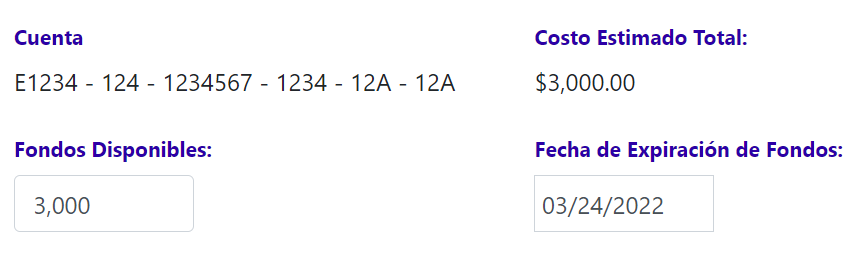 Cuenta
E1234 - 124 - 1234567 - 1234 - 12A - 12A
Costo Estimado Total:
$3,000.00
Fondos Disponibles:
3,000
Fecha de Expiración de Fondos:
03/24/2022